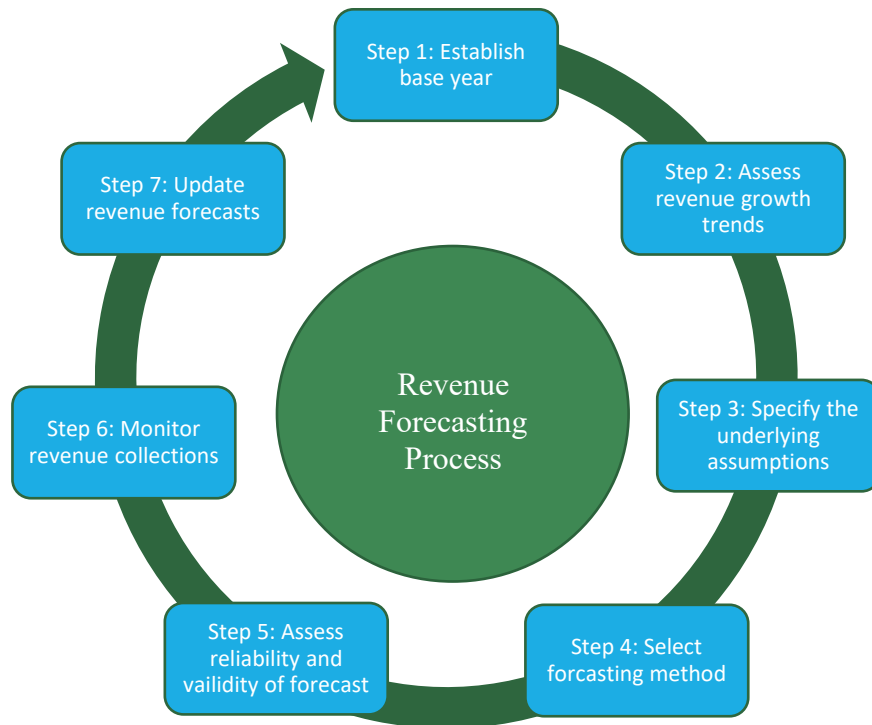 Step 1: Establish
base year
Step 2: Assess
revenue growth
trends
Step 3: Specify the
underlying
assumptions
Step 4: Select
forcasting method
Step 5: Assess
reliability and
vailidity of forecast
Step 6: Monitor
revenue collections
Step 7: Update
revenue forecasts
Revenue
Forecasting
Process